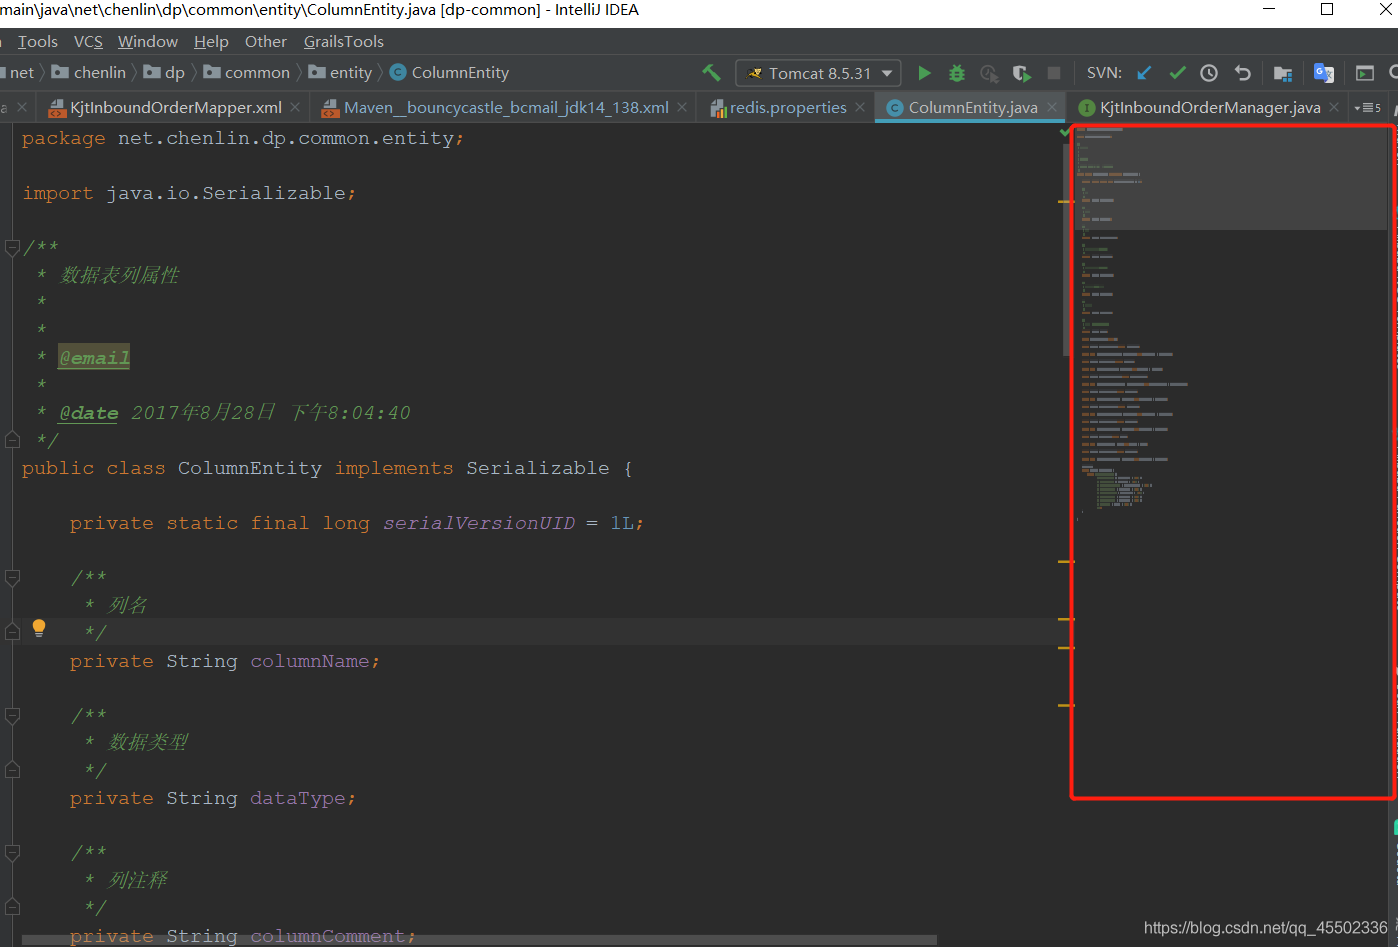 main\java\net\chenlin\dp\common\entity\ColumnEntity.java [dp-common] - IntelliJ IDEA
Tools VCS Window Help Other GrailsTools
net chenlin dp common entity ColumnEntity Tomcat 8.5.31 SVN:
KjtInboundOrderMapper.xml Maven__bouncycastle_bcmail_jdk14_138.xml redis.properties ColumnEntity.java KjtInboundOrderManager.java 5
package net.chenlin.dp.common.entity;
import java.io.Serializable;
/**
* 数据表列属性
*
*
* @email
*
* @date 2017年8月28日 下午8:04:40
*/
public class ColumnEntity implements Serializable {
private static final long serialVersionUID = 1L;
/**
* 列名
*/
private String columnName;
/**
* 数据类型
*/
private String dataType;
/**
* 列注释
*/
private String columnComment;
https://blog.csdn.net/qq_45502336